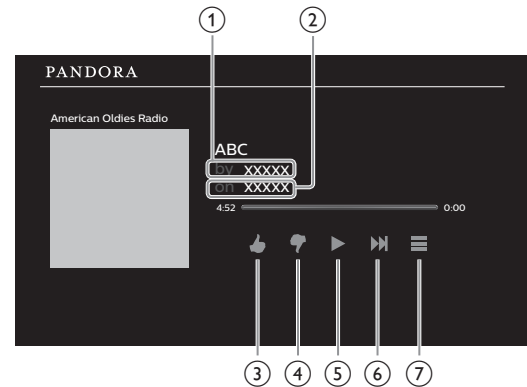 ① ②
PANDORA
American Oldies Radio
ABC
by xxxxx
on xxxxx
4:52 0:00
③ ④ ⑤ ⑥ ⑦